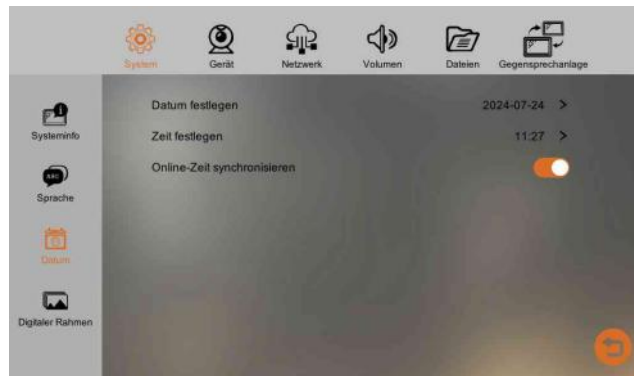 System
Gerät
Netzwerk
Volumen
Dateien
Gegensprechanlage
Systeminfo
ABC
Sprache
Datum
Digitaler Rahmen
Datum festlegen
2024-07-24 >
Zeit festlegen
11:27 >
Online-Zeit synchronisieren